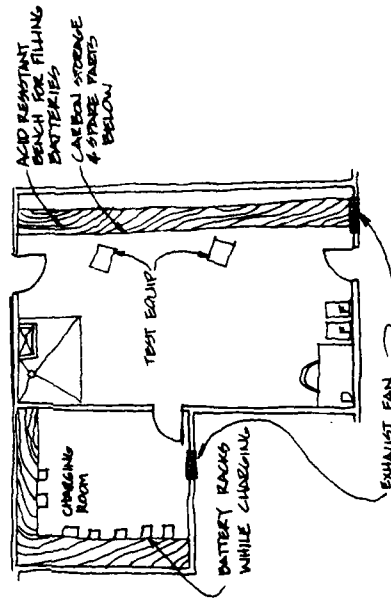 ACID RESISTANT
BENCH FOR FILLING
BATTERIES
CARBON STORAGE
& SPARE PARTS
BELOW
TEST EQUIP.
CHARGING
ROOM
BATTERY RACKS
WHILE CHARGING
EXHAUST FAN